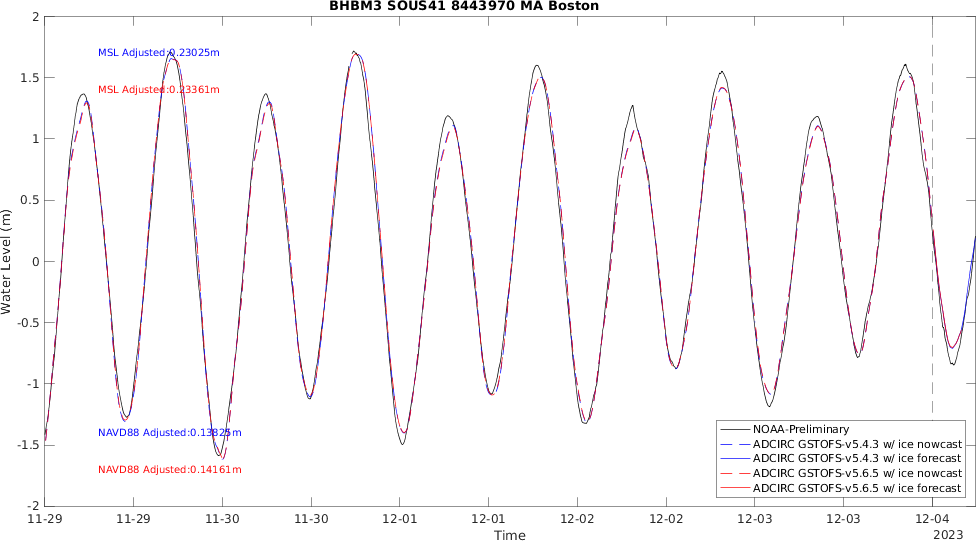 BHBM3 SOUS41 8443970 MA Boston
2
1.5
1
0.5
0
-0.5
-1
-1.5
-2
Water Level (m)
MSL Adjusted:0.23025m
MSL Adjusted:0.23361m
NAVD88 Adjusted:0.13825m
NAVD88 Adjusted:0.14161m
NOAA-Preliminary
ADCIRC GSTOFS-v5.4.3 w/ ice nowcast
ADCIRC GSTOFS-v5.4.3 w/ ice forecast
ADCIRC GSTOFS-v5.6.5 w/ ice nowcast
ADCIRC GSTOFS-v5.6.5 w/ ice forecast
11-29 11-29 11-30 11-30 12-01 12-01 12-02 12-02 12-03 12-03 12-04
Time
2023